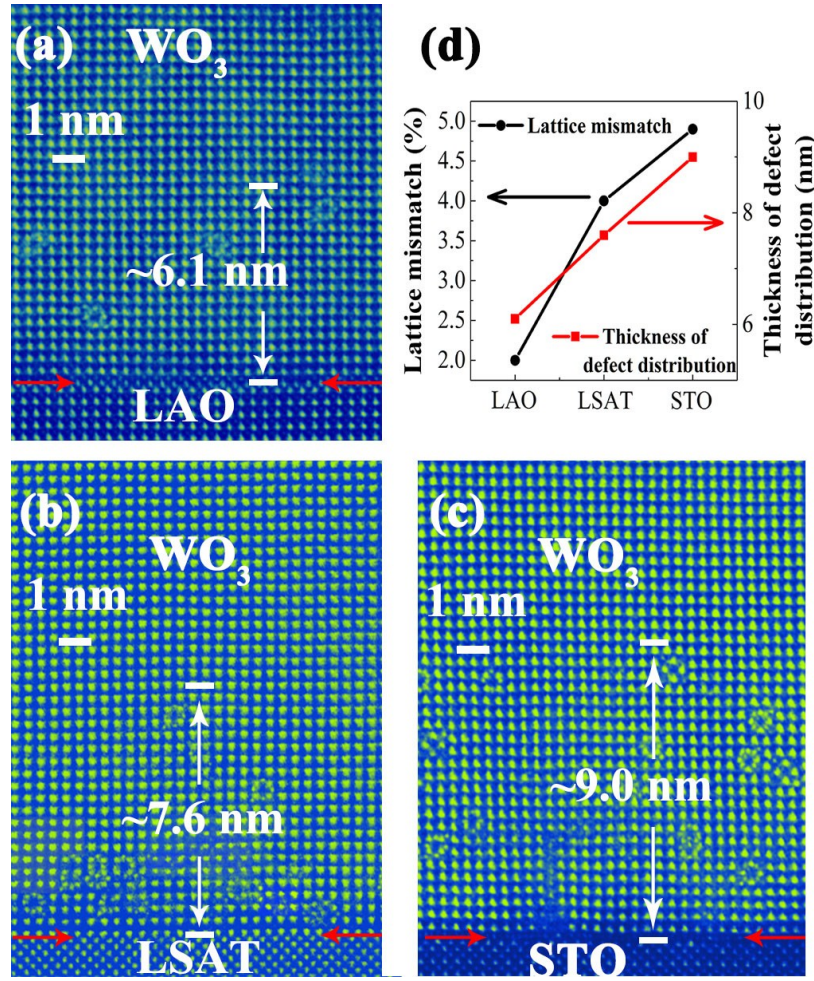 (a)
WO3
1 nm
~6.1 nm
LAO
(d)
Lattice mismatch (%)
5.0
4.5
4.0
3.5
3.0
2.5
2.0
Lattice mismatch
Thickness of
defect distribution
LAO LSAT STO
10
8
6
Thickness of defect
distribution (nm)
(b)
WO3
1 nm
~7.6 nm
LSAT
(c)
WO3
1 nm
~9.0 nm
STO